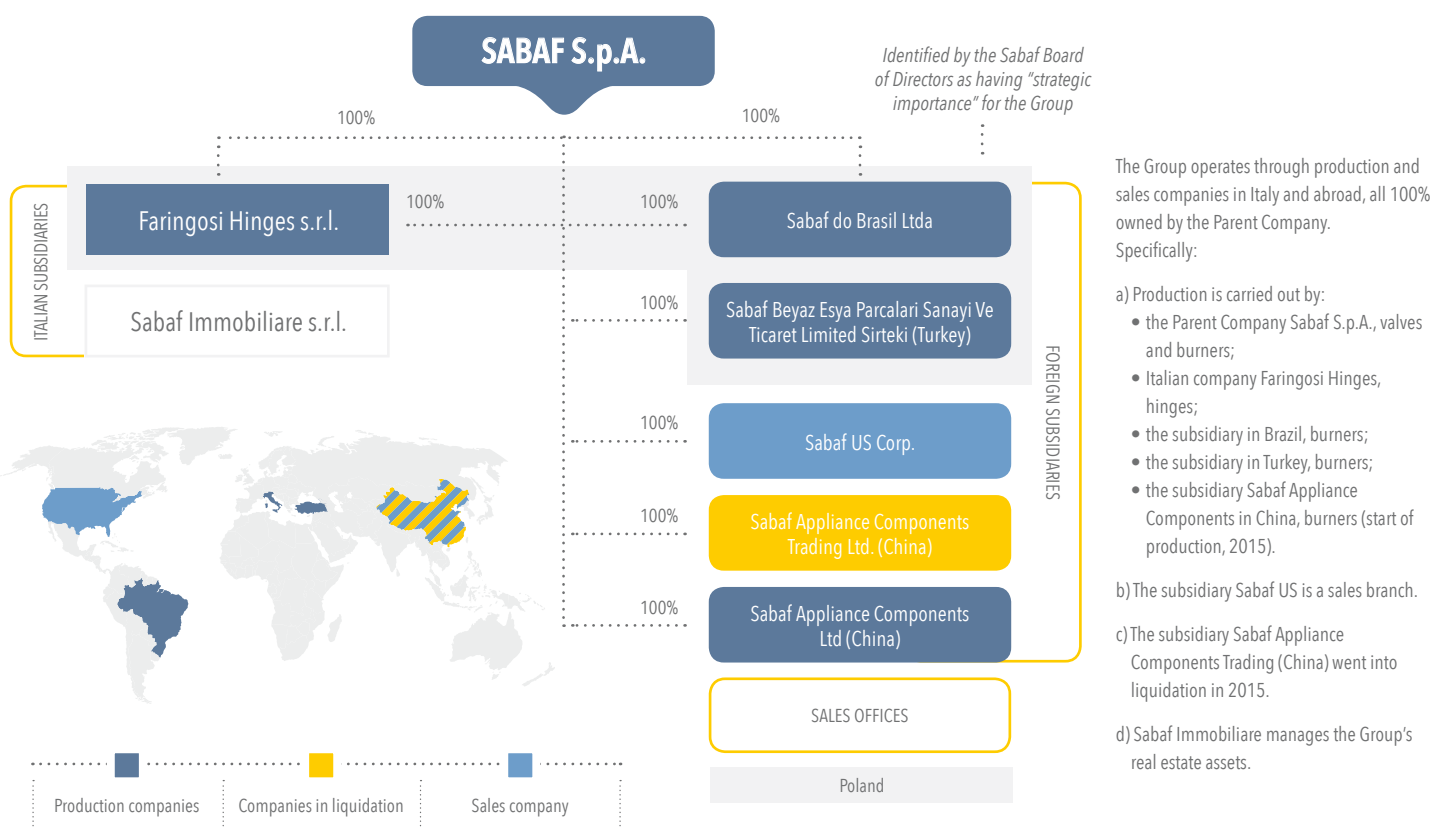 SABAF S.p.A.
Identified by the Sabaf Board
of Directors as having "strategic
importance" for the Group
100%
100%
ITALIAN SUBSIDIARIES
Faringosi Hinges s.r.l.
100%
100%
Sabaf do Brasil Ltda
Sabaf Immobiliare s.r.l.
100%
Sabaf Beyaz Esya Parcalari Sanayi Ve
Ticaret Limited Sirteki (Turkey)
FOREIGN SUBSIDIARIES
100%
Sabaf US Corp.
100%
Sabaf Appliance Components
Trading Ltd. (China)
100%
Sabaf Appliance Components
Ltd (China)
SALES OFFICES
Poland
Production companies
Companies in liquidation
Sales company
The Group operates through production and
sales companies in Italy and abroad, all 100%
owned by the Parent Company.
Specifically:
a) Production is carried out by:
• the Parent Company Sabaf S.p.A., valves
and burners;
• Italian company Faringosi Hinges,
hinges;
• the subsidiary in Brazil, burners;
• the subsidiary in Turkey, burners;
• the subsidiary Sabaf Appliance
Components in China, burners (start of
production, 2015).
b) The subsidiary Sabaf US is a sales branch.
c) The subsidiary Sabaf Appliance
Components Trading (China) went into
liquidation in 2015.
d) Sabaf Immobiliare manages the Group's
real estate assets.